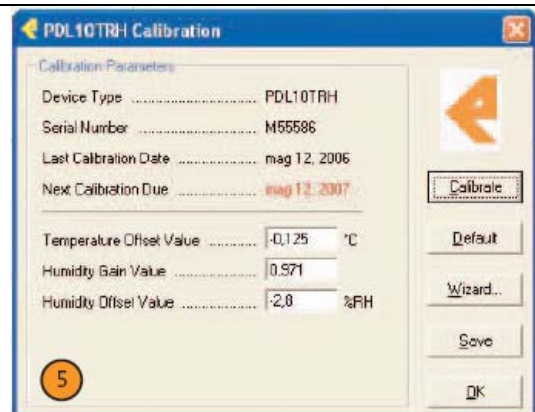 PDL10TRH Calibration
Calibration Parameters
Device Type ............................ PDL10TRH
Serial Number ........................... M55586
Last Calibration Date .................. mag 12, 2006
Next Calibration Due .................. mag 12, 2007
Calibrate
Temperature Offset Value ........... -0,125 °C
Default
Humidity Gain Value .................. 0.971
Humidity Offset Value ................. -2,8 %RH
Wizard...
Save
5
OK